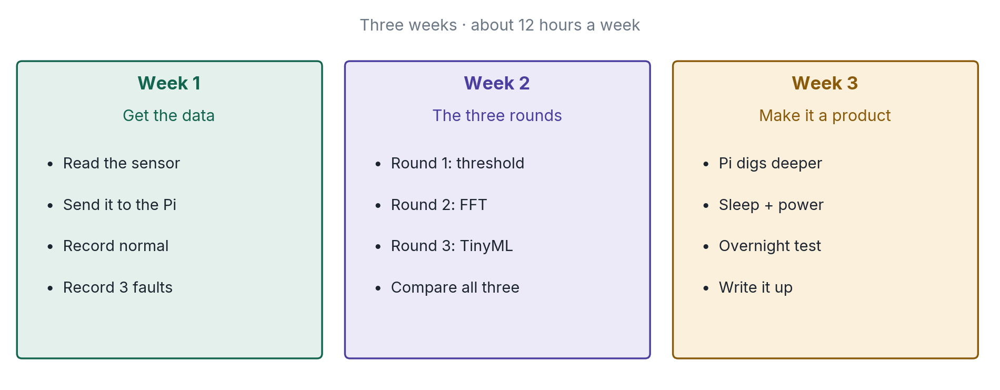 Three weeks · about 12 hours a week
Week 1
Get the data
• Read the sensor
• Send it to the Pi
• Record normal
• Record 3 faults
Week 2
The three rounds
• Round 1: threshold
• Round 2: FFT
• Round 3: TinyML
• Compare all three
Week 3
Make it a product
• Pi digs deeper
• Sleep + power
• Overnight test
• Write it up